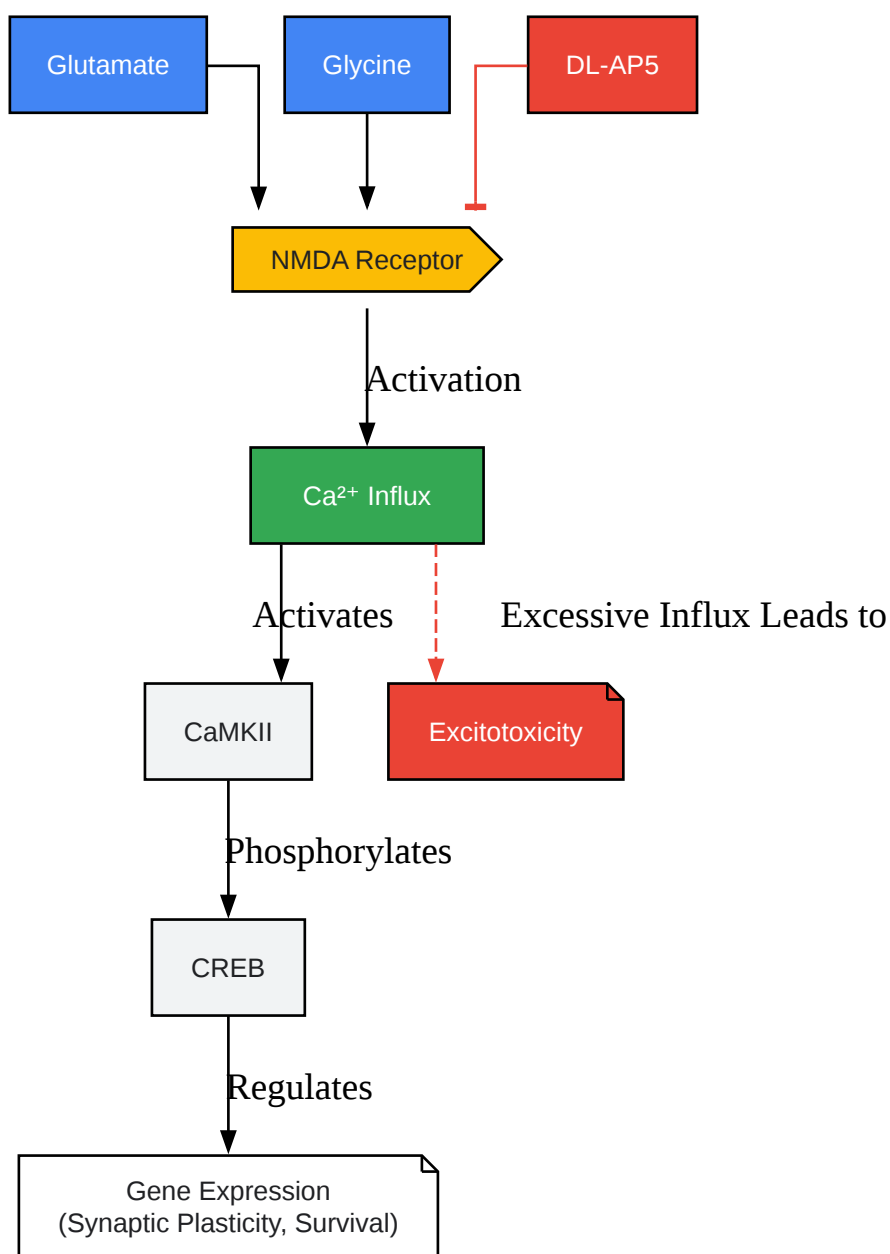 Glutamate
Glycine
DL-AP5
NMDA Receptor
Activation
Ca²⁺ Influx
Activates
Excessive Influx Leads to
CaMKII
Excitotoxicity
Phosphorylates
CREB
Regulates
Gene Expression
(Synaptic Plasticity, Survival)